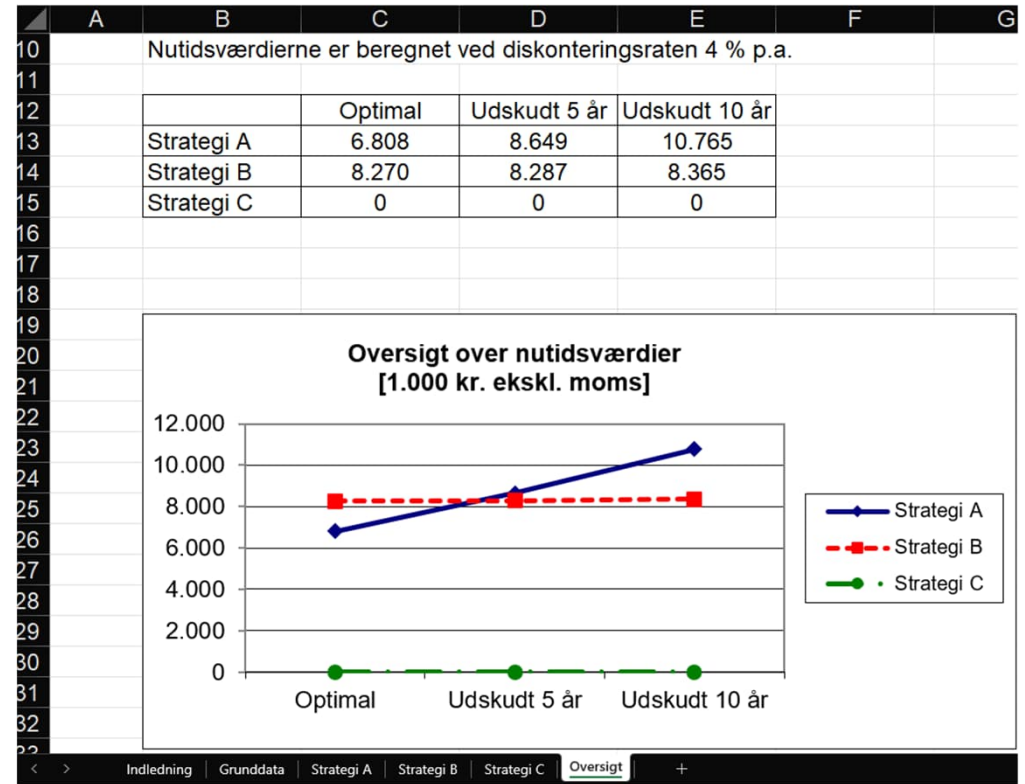 A B C D E F G
10 Nutidsværdierne er beregnet ved diskonteringsraten 4 % p.a.
11
12 Optimal Udskudt 5 år Udskudt 10 år
13 Strategi A 6.808 8.649 10.765
14 Strategi B 8.270 8.287 8.365
15 Strategi C 0 0 0
16
17
18
19
20 Oversigt over nutidsværdier
21 [1.000 kr. ekskl. moms]
22 12.000
23 10.000
24
25 8.000 Strategi A
26 6.000 Strategi B
27
28 4.000 Strategi C
29 2.000
30 0
31 Optimal Udskudt 5 år Udskudt 10 år
32
33
Indledning Grunddata Strategi A Strategi B Strategi C Oversigt +